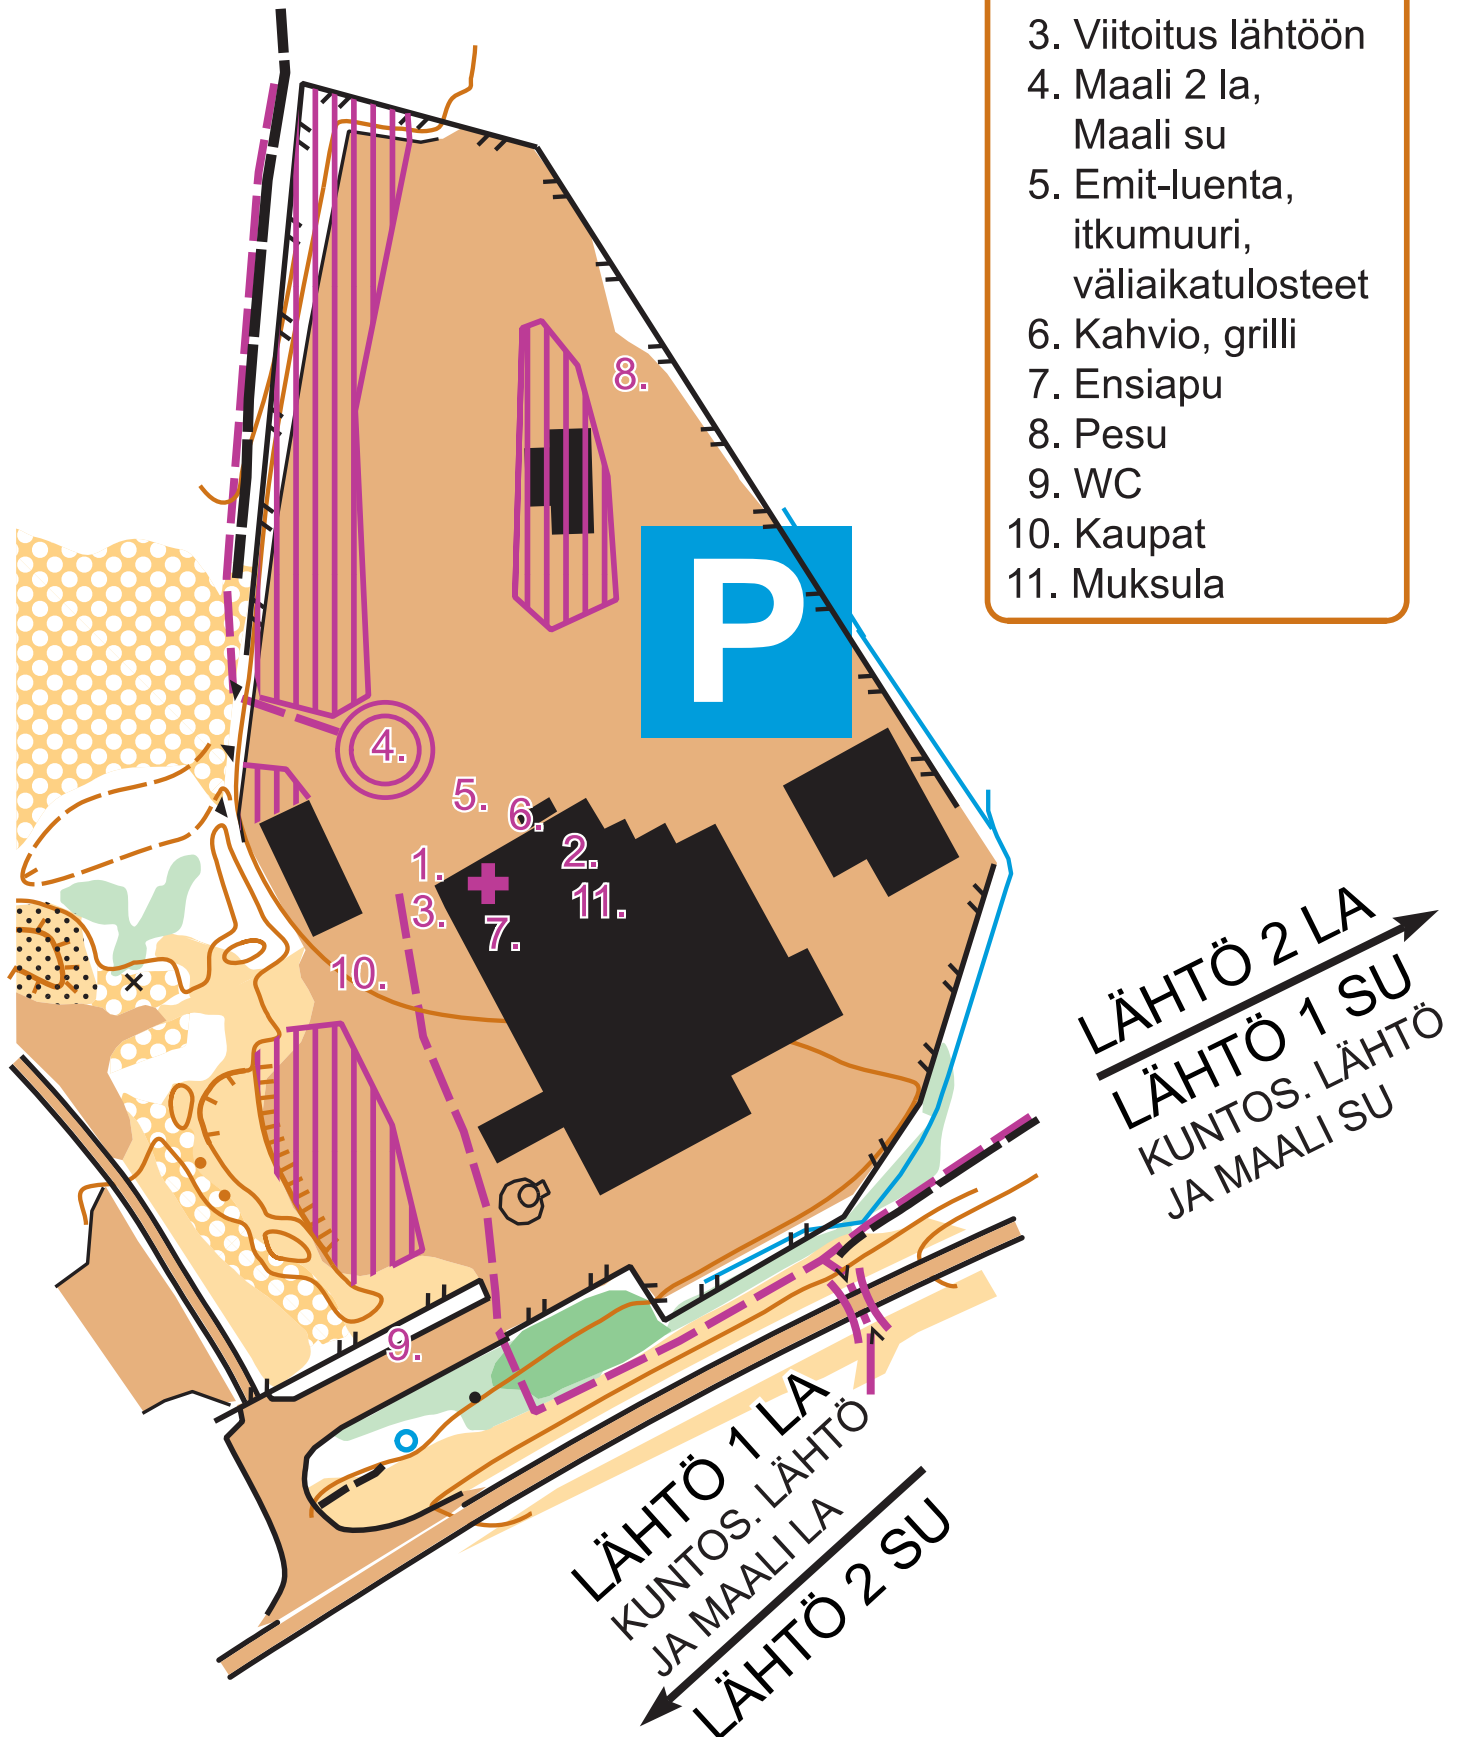 3. Viitoitus lähtöön
4. Maali 2 la,
Maali su
5. Emit-luenta,
itkumuuri,
väliaikatulosteet
6. Kahvio, grilli
7. Ensiapu
8. Pesu
9. WC
10. Kaupat
11. Muksula
8.
P
4.
5.
6.
2.
1.
11.
3.
7.
10.
9.
LÄHTÖ 2 LA
LÄHTÖ 1 SU
KUNTOS. LÄHTÖ
JA MAALI SU
LÄHTÖ 1 LA
KUNTOS. LÄHTÖ
JA MAALI LA
LÄHTÖ 2 SU